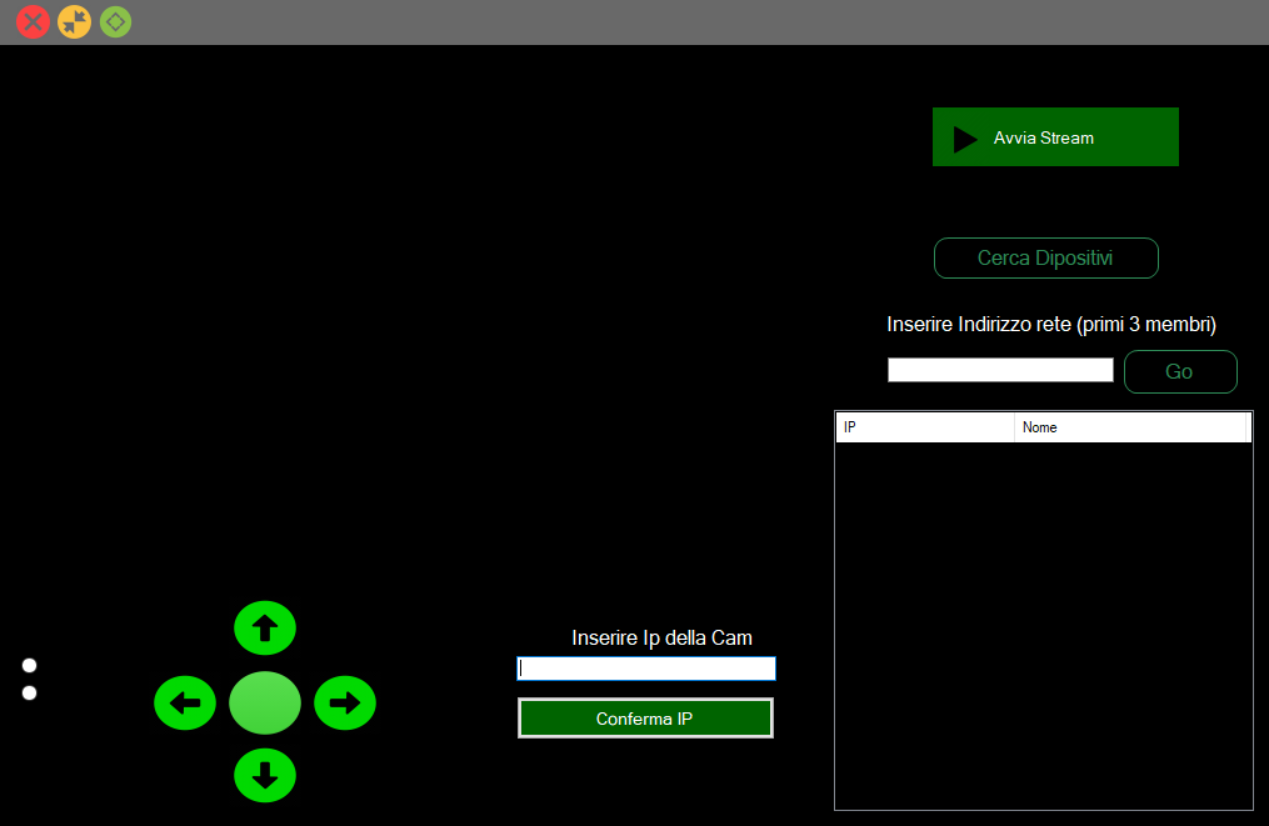 Avvia Stream
Cerca Dipositivi
Inserire Indirizzo rete (primi 3 membri)
Go
IP Nome
Inserire Ip della Cam
Conferma IP